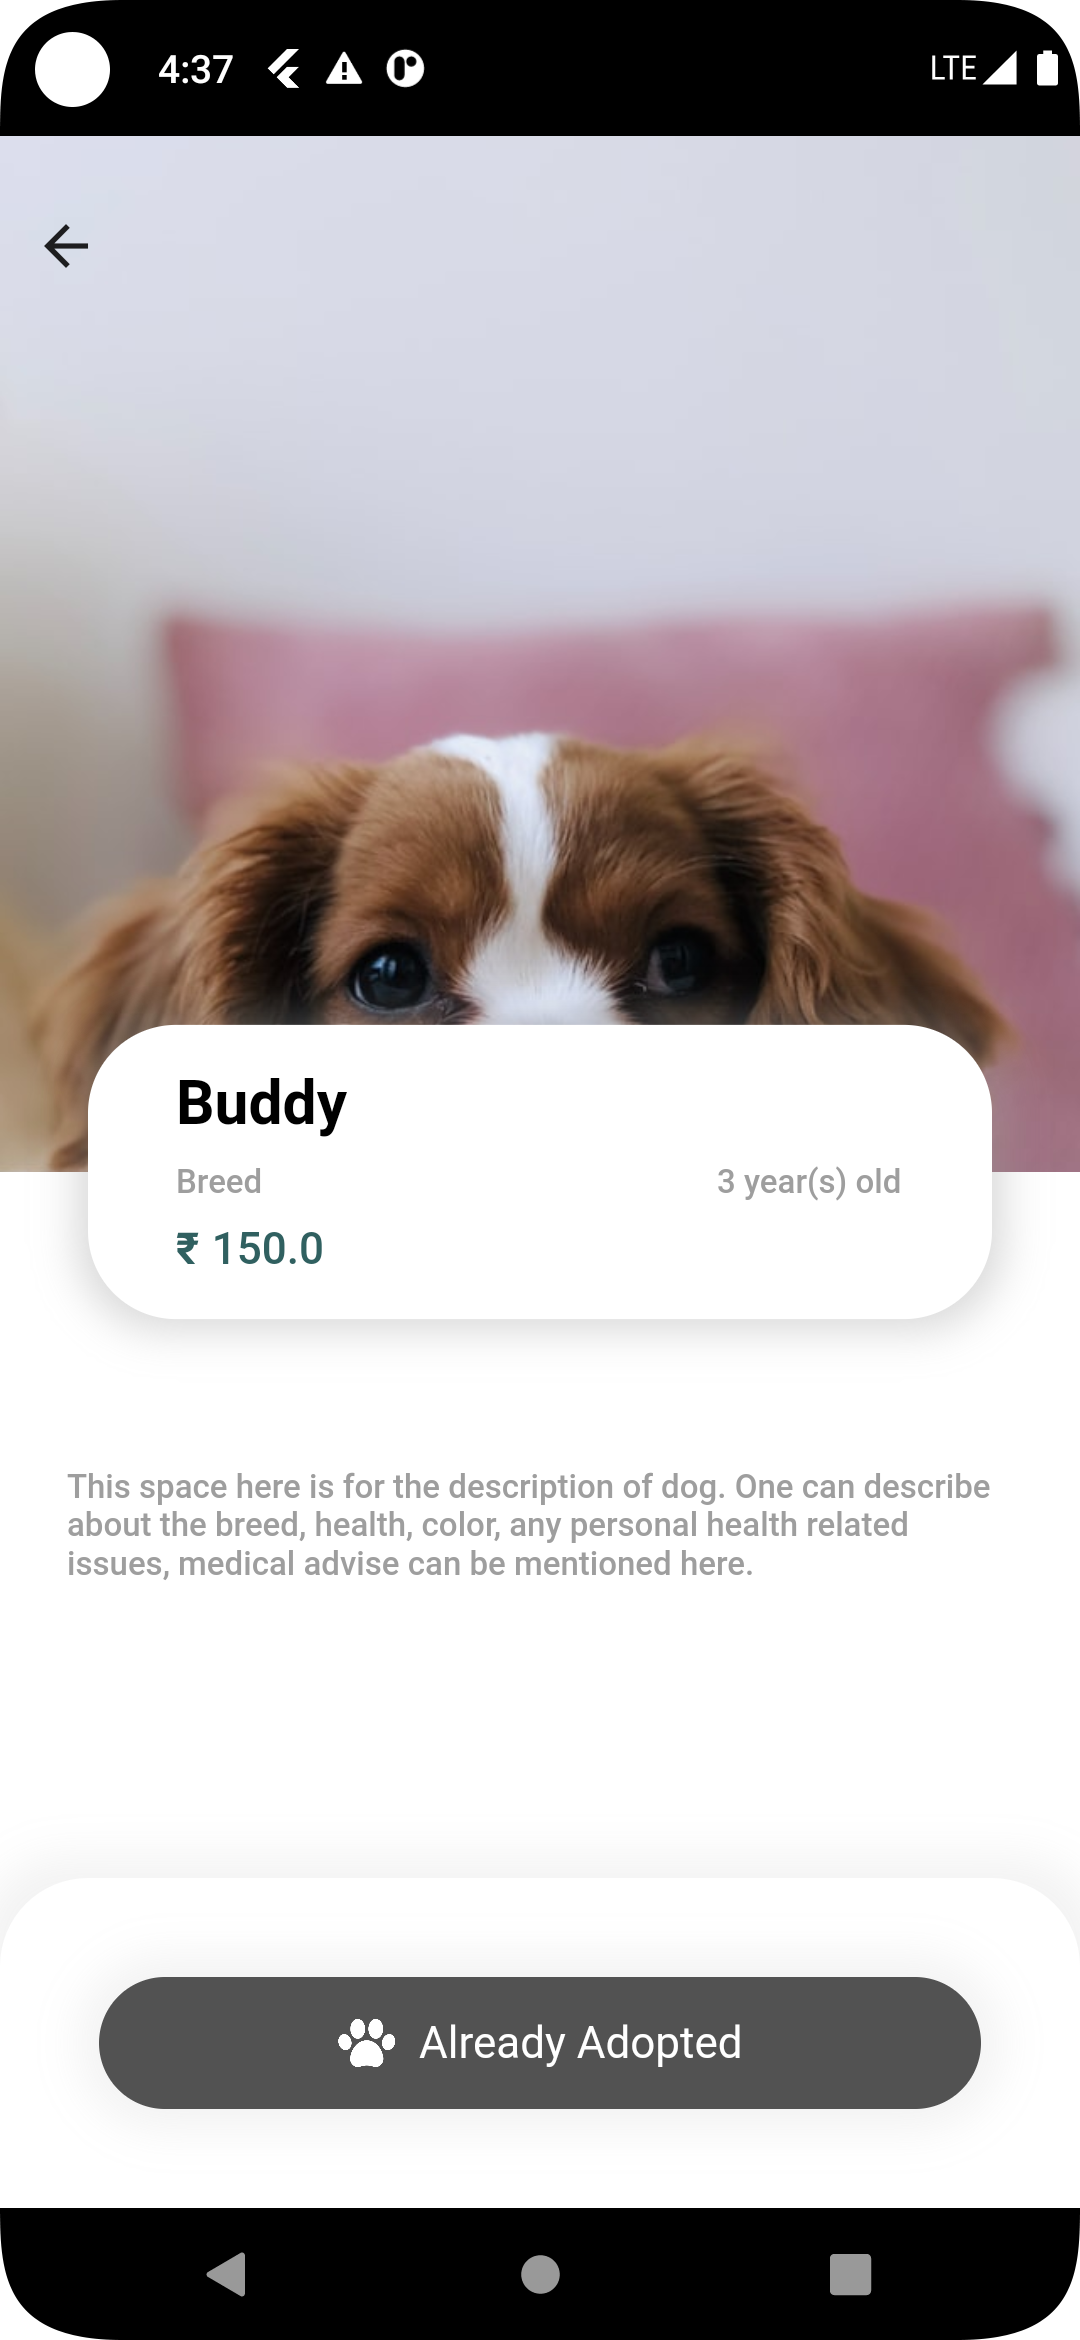 4:37
LTE
Buddy
Breed
3 year(s) old
₹ 150.0
This space here is for the description of dog. One can describe
about the breed, health, color, any personal health related
issues, medical advise can be mentioned here.
Already Adopted